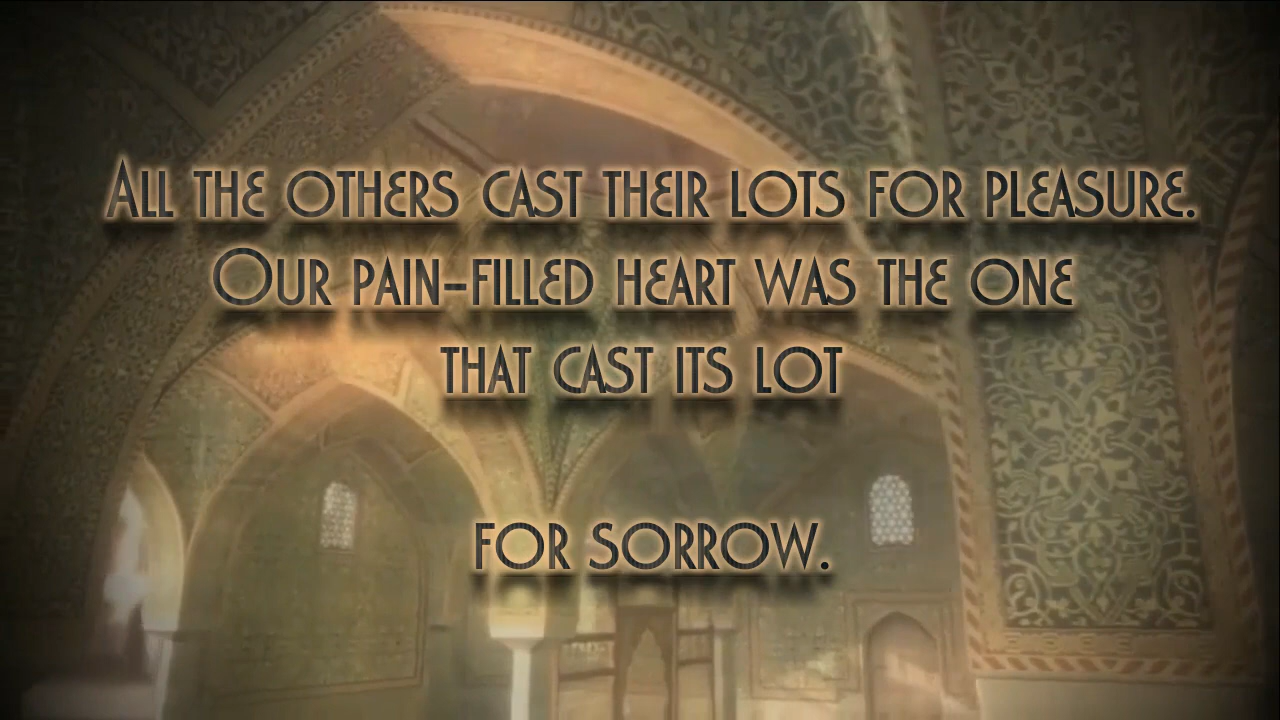 All the others cast their lots for pleasure.
Our pain-filled heart was the one
that cast its lot
for sorrow.